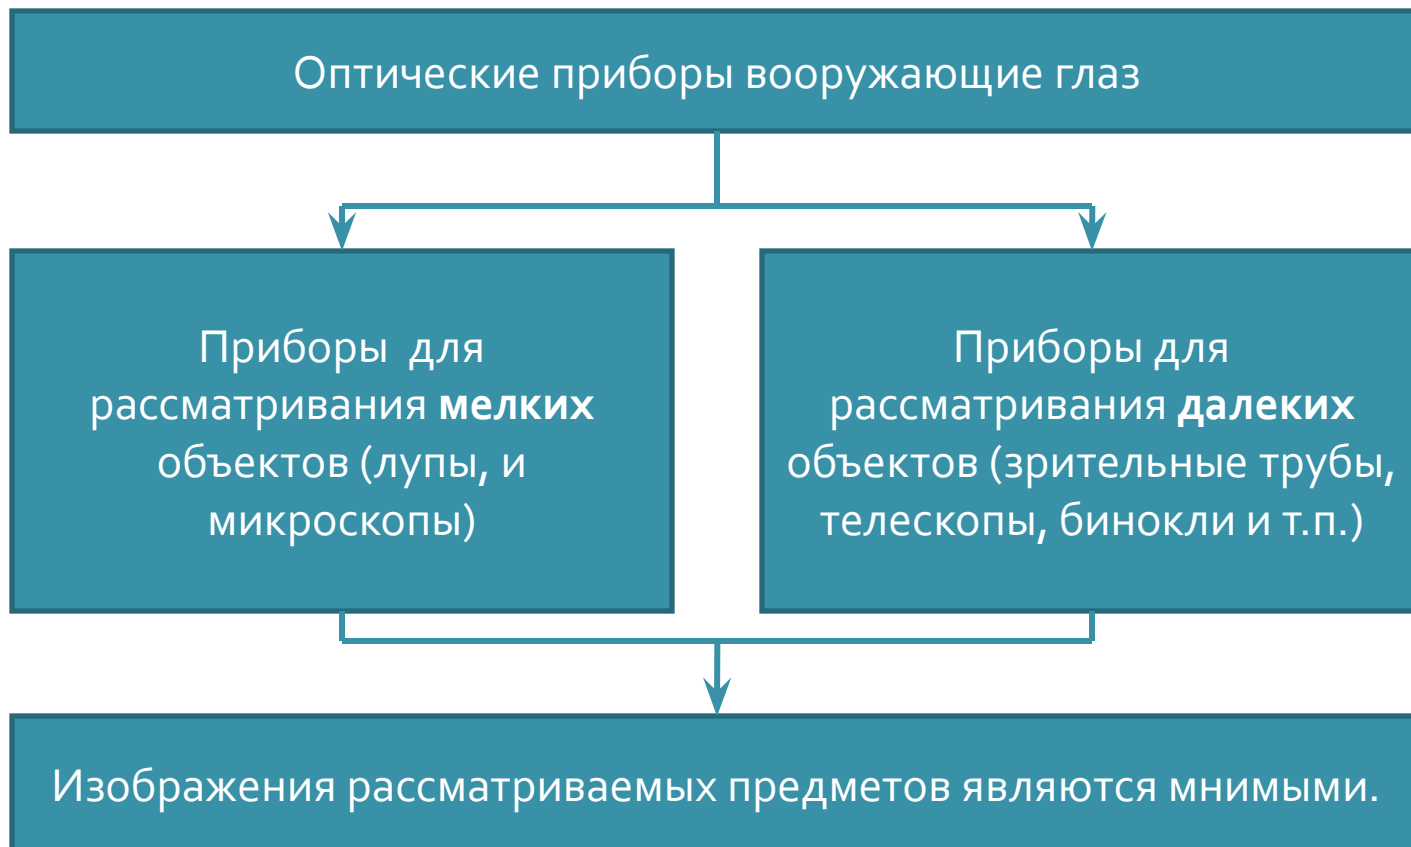 Оптические приборы вооружающие глаз
Приборы для
рассматривания мелких
объектов (лупы, и
микроскопы)
Приборы для
рассматривания далеких
объектов (зрительные трубы,
телескопы, бинокли и т.п.)
Изображения рассматриваемых предметов являются мнимыми.